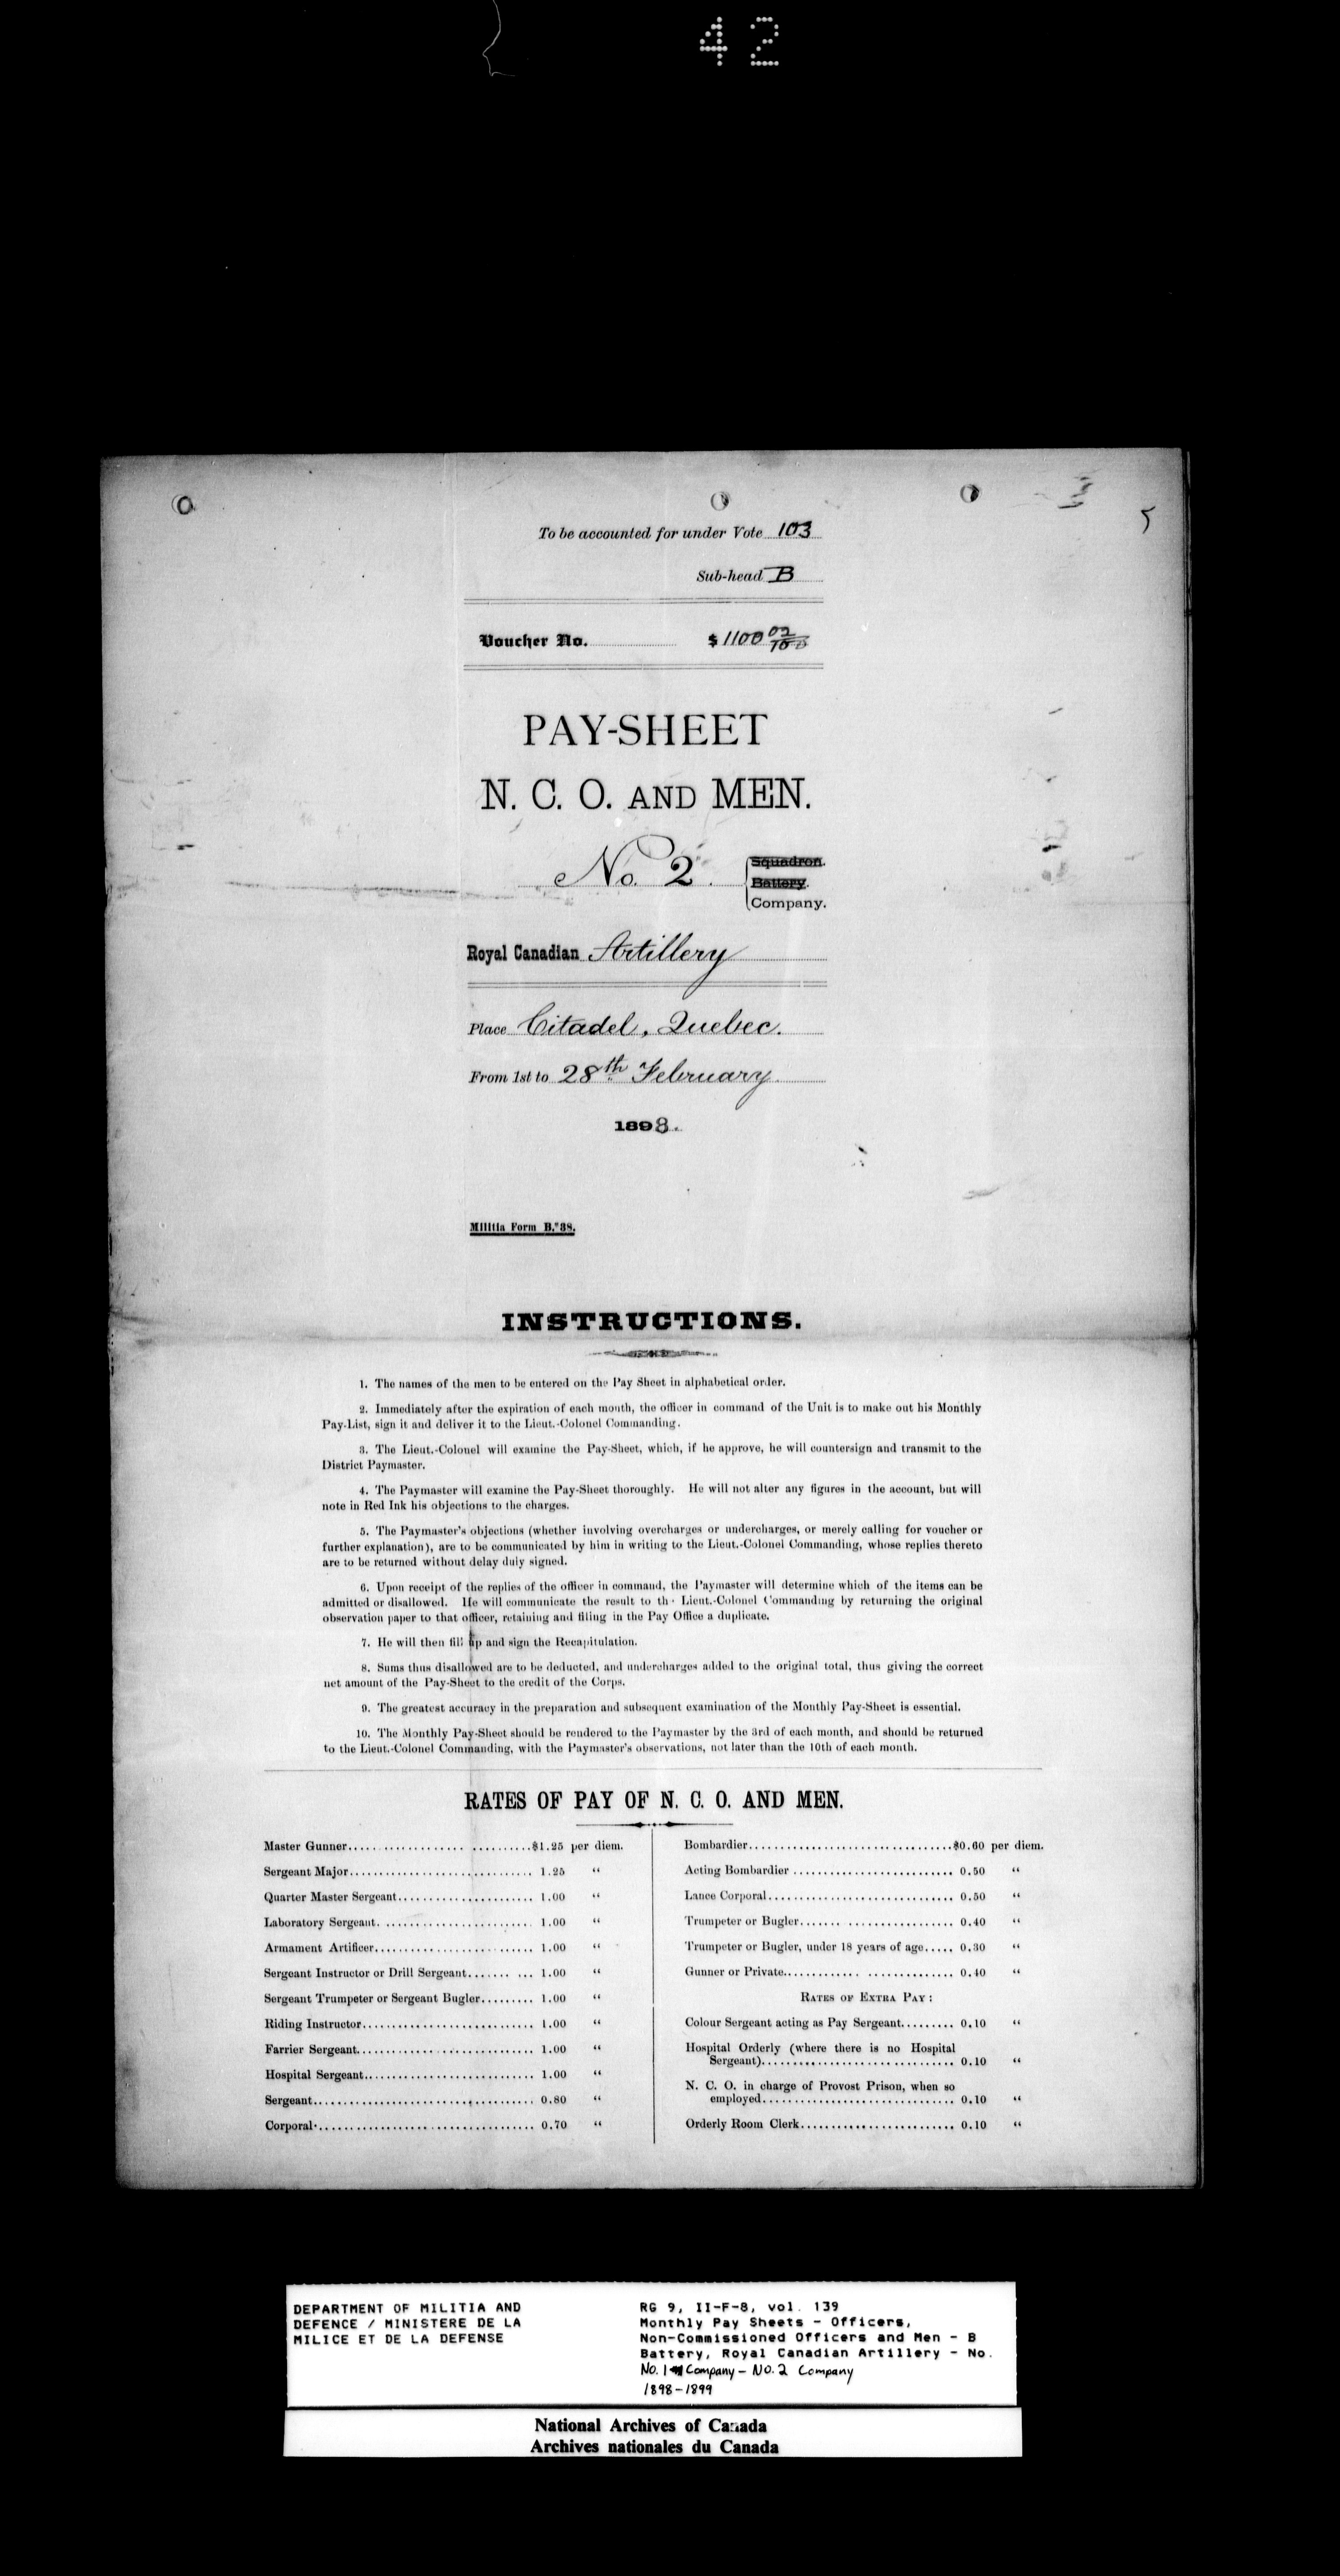 42
To be accounted for under Vote 103
Sub-head B
Voucher No. $1100 02/100
PAY-SHEET
N. C. O. AND MEN.
No. 2. Squadron.
Battery.
Company.
Royal Canadian Artillery
Place Citadel, Quebec.
From 1st to 28th February
1898.
Militia Form B. 38.
INSTRUCTIONS.
1. The names of the men to be entered on the Pay Sheet in alphabetical order.
2. Immediately after the expiration of each month, the officer in command of the Unit is to make out his Monthly
Pay-List, sign it and deliver it to the Lieut.-Colonel Commanding.
3. The Lieut.-Colonel will examine the Pay-Sheet, which, if he approve, he will countersign and transmit to the
District Paymaster.
4. The Paymaster will examine the Pay-Sheet thoroughly. He will not alter any figures in the account, but will
note in Red Ink his objections to the charges.
5. The Paymaster's objections (whether involving overcharges or undercharges, or merely calling for voucher or
further explanation), are to be communicated by him in writing to the Lieut.-Colonel Commanding, whose replies thereto
are to be returned without delay duly signed.
6. Upon receipt of the replies of the officer in command, the Paymaster will determine which of the items can be
admitted or disallowed. He will communicate the result to the Lieut.-Colonel Commanding by returning the original
observation paper to that officer, retaining and filing in the Pay Office a duplicate.
7. He will then fill up and sign the Recapitulation.
8. Sums thus disallowed are to be deducted, and undercharges added to the original total, thus giving the correct
net amount of the Pay-Sheet to the credit of the Corps.
9. The greatest accuracy in the preparation and subsequent examination of the Monthly Pay-Sheet is essential.
10. The Monthly Pay-Sheet should be rendered to the Paymaster by the 3rd of each month, and should be returned
to the Lieut.-Colonel Commanding, with the Paymaster's observations, not later than the 10th of each month.
RATES OF PAY OF N. C. O. AND MEN.
Master Gunner $1.25 per diem.
Sergeant Major 1.25 "
Quarter Master Sergeant 1.00 "
Laboratory Sergeant 1.00 "
Armament Artificer 1.00 "
Sergeant Instructor or Drill Sergeant 1.00 "
Sergeant Trumpeter or Sergeant Bugler 1.00 "
Riding Instructor 1.00 "
Farrier Sergeant 1.00 "
Hospital Sergeant 1.00 "
Sergeant 0.80 "
Corporal 0.70 "
Bombardier $0.60 per diem.
Acting Bombardier 0.50 "
Lance Corporal 0.50 "
Trumpeter or Bugler 0.40 "
Trumpeter or Bugler, under 18 years of age 0.30 "
Gunner or Private 0.40 "
RATES OF EXTRA PAY :
Colour Sergeant acting as Pay Sergeant 0.10 "
Hospital Orderly (where there is no Hospital
Sergeant) 0.10 "
N. C. O. in charge of Provost Prison, when so
employed 0.10 "
Orderly Room Clerk 0.10 "
DEPARTMENT OF MILITIA AND
DEFENCE / MINISTERE DE LA
MILICE ET DE LA DEFENSE
RG 9, II-F-8, vol. 139
Monthly Pay Sheets - Officers,
Non-Commissioned Officers and Men - B
Battery, Royal Canadian Artillery - No.
No. 1 Company - No. 2 Company
1898-1899
National Archives of Canada
Archives nationales du Canada